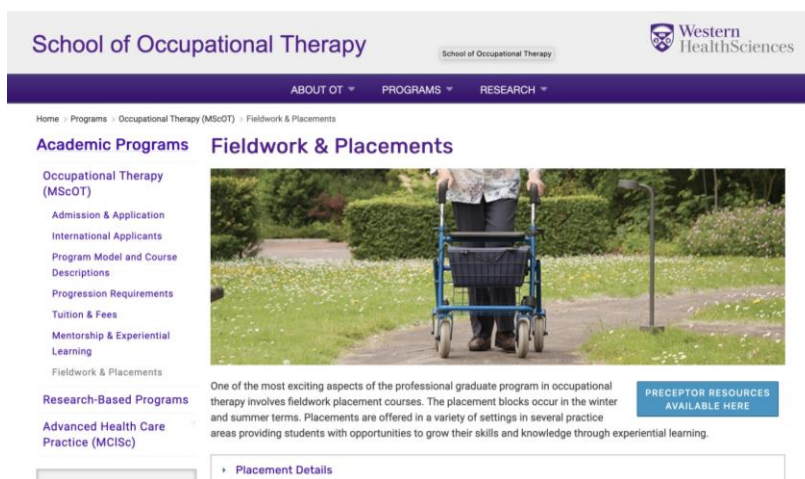 School of Occupational Therapy
School of Occupational Therapy
Western
HealthSciences
ABOUT OT
PROGRAMS
RESEARCH
Home > Programs > Occupational Therapy (MScOT) > Fieldwork & Placements
Academic Programs
Occupational Therapy
(MScOT)
Admission & Application
International Applicants
Program Model and Course
Descriptions
Progression Requirements
Tuition & Fees
Mentorship & Experiential
Learning
Fieldwork & Placements
Research-Based Programs
Advanced Health Care
Practice (MClSc)
Fieldwork & Placements
One of the most exciting aspects of the professional graduate program in occupational
therapy involves fieldwork placement courses. The placement blocks occur in the winter
and summer terms. Placements are offered in a variety of settings in several practice
areas providing students with opportunities to grow their skills and knowledge through experiential learning.
PRECEPTOR RESOURCES
AVAILABLE HERE
Placement Details